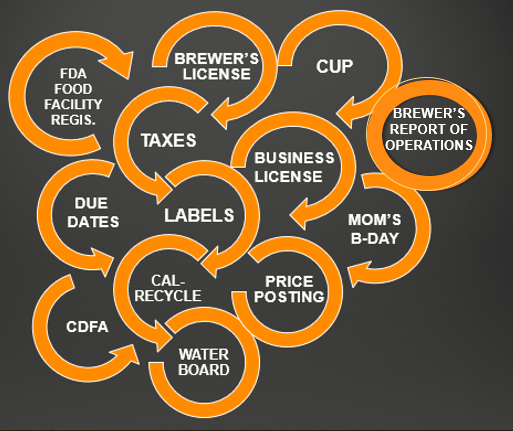 FDA
FOOD
FACILITY
REGIS.
BREWER'S
LICENSE
CUP
BREWER'S
REPORT OF
OPERATIONS
TAXES
BUSINESS
LICENSE
DUE
DATES
LABELS
MOM'S
B-DAY
CAL-
RECYCLE
PRICE
POSTING
CDFA
WATER
BOARD